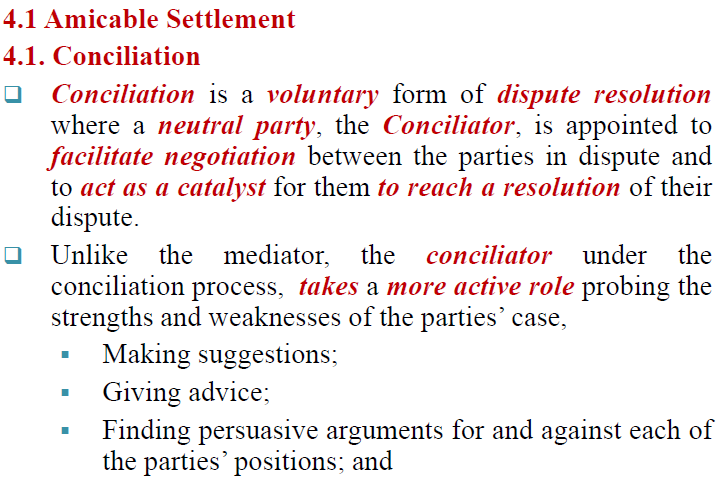 4.1 Amicable Settlement
4.1. Conciliation
❑ Conciliation is a voluntary form of dispute resolution
where a neutral party, the Conciliator, is appointed to
facilitate negotiation between the parties in dispute and
to act as a catalyst for them to reach a resolution of their
dispute.
❑ Unlike the mediator, the conciliator under the
conciliation process, takes a more active role probing the
strengths and weaknesses of the parties’ case,
▪ Making suggestions;
▪ Giving advice;
▪ Finding persuasive arguments for and against each of
the parties’ positions; and